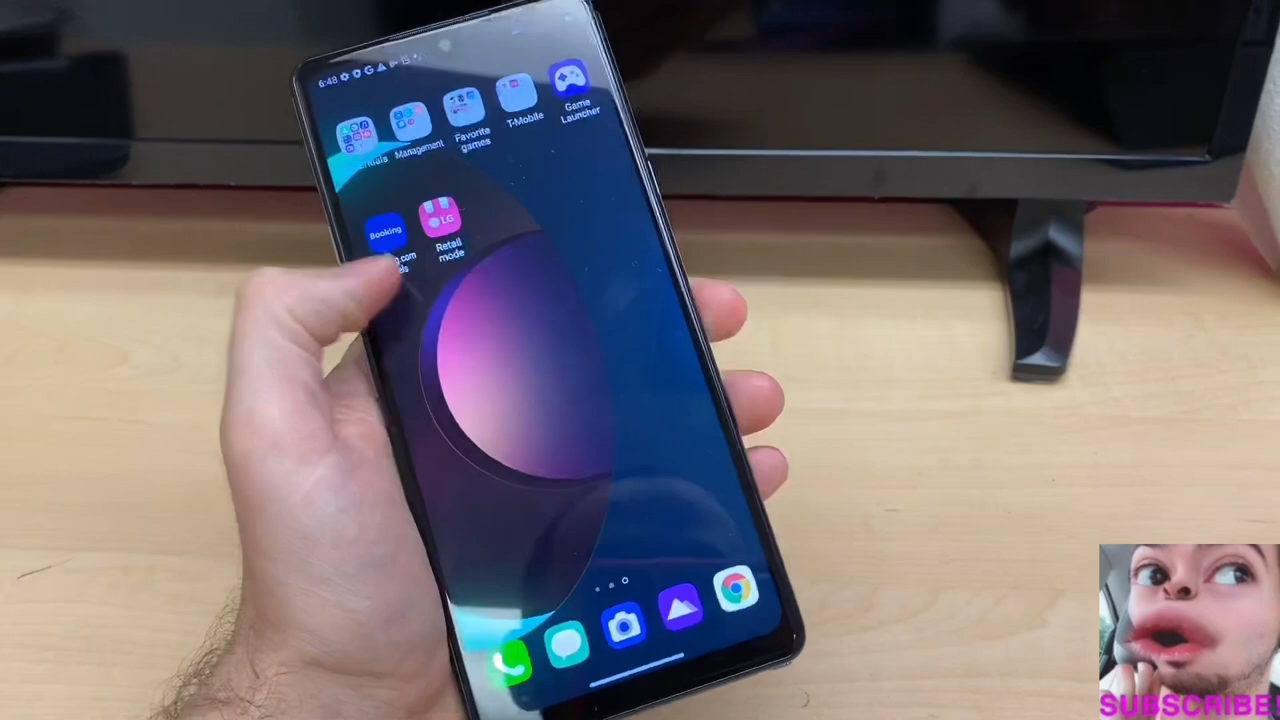 6:48
Management
Favorite
games
T-Mobile
Game
Launcher
Booking
LG
Retail
mode
SUBSCRIBE!